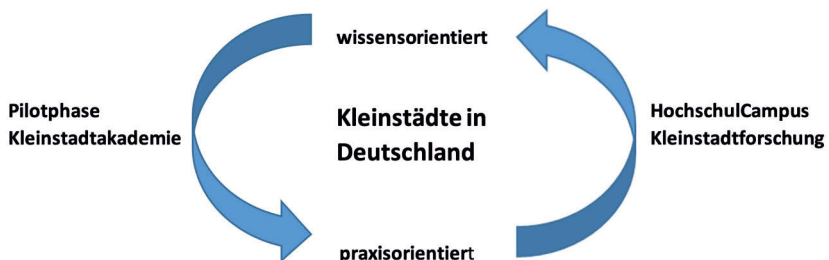 wissensorientiert
Pilotphase
Kleinstadtakademie
Kleinstädte in
Deutschland
HochschulCampus
Kleinstadtforschung
praxisorientiert